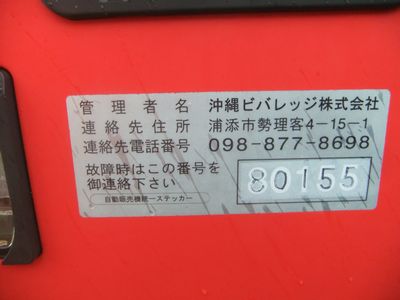 管理者名 沖縄ビバレッジ株式会社
連絡先住所 浦添市勢理客4-15-1
連絡先電話番号 098-877-8698
故障時はこの番号を
御連絡下さい
80155
自動販売機統一ステッカー